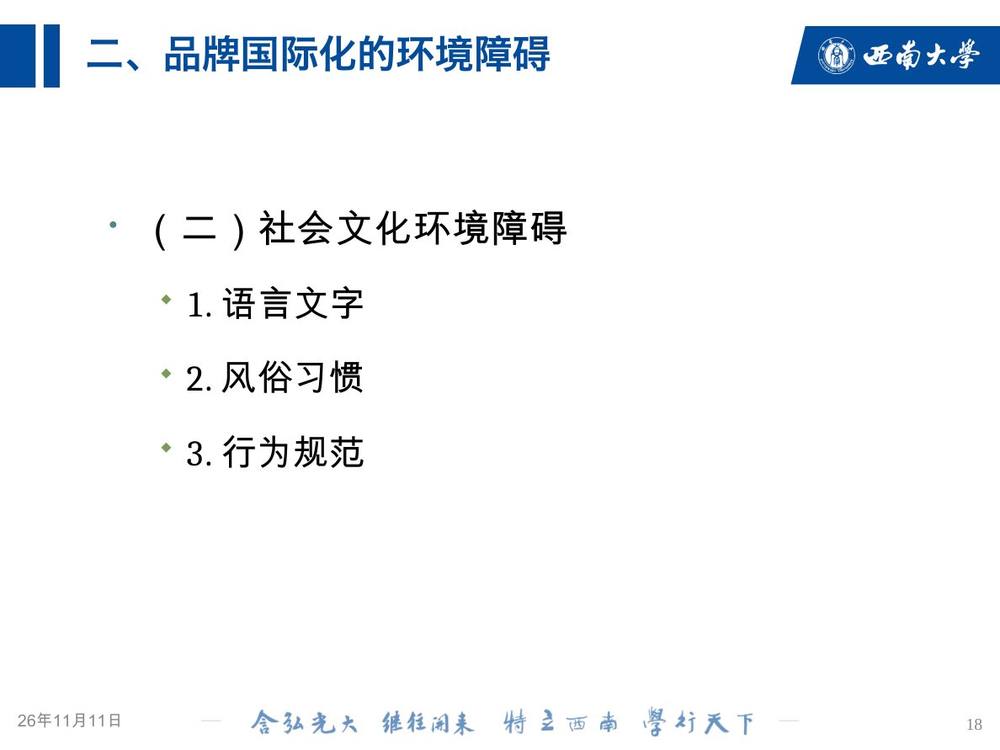 二、品牌国际化的环境障碍
西南大學
（二）社会文化环境障碍
1. 语言文字
2. 风俗习惯
3. 行为规范
26年11月11日
含弘光大 继往开来 特立西南 學行天下
18